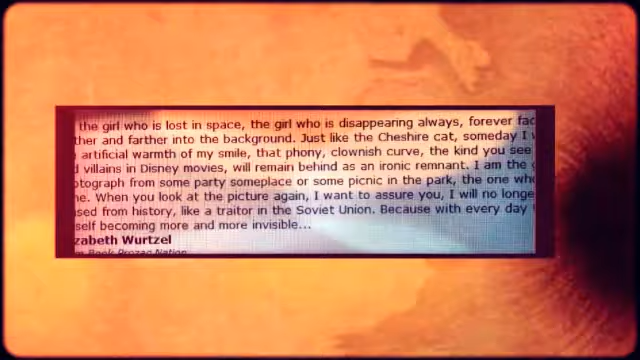 the girl who is lost in space, the girl who is disappearing always, forever fad
ther and farther into the background. Just like the Cheshire cat, someday I
artificial warmth of my smile, that phony, clownish curve, the kind you see
d villains in Disney movies, will remain behind as an ironic remnant. I am the
otograph from some party someplace or some picnic in the park, the one who
ne. When you look at the picture again, I want to assure you, I will no longe
sed from history, like a traitor in the Soviet Union. Because with every day
self becoming more and more invisible...
zabeth Wurtzel
Book Prozac Nation